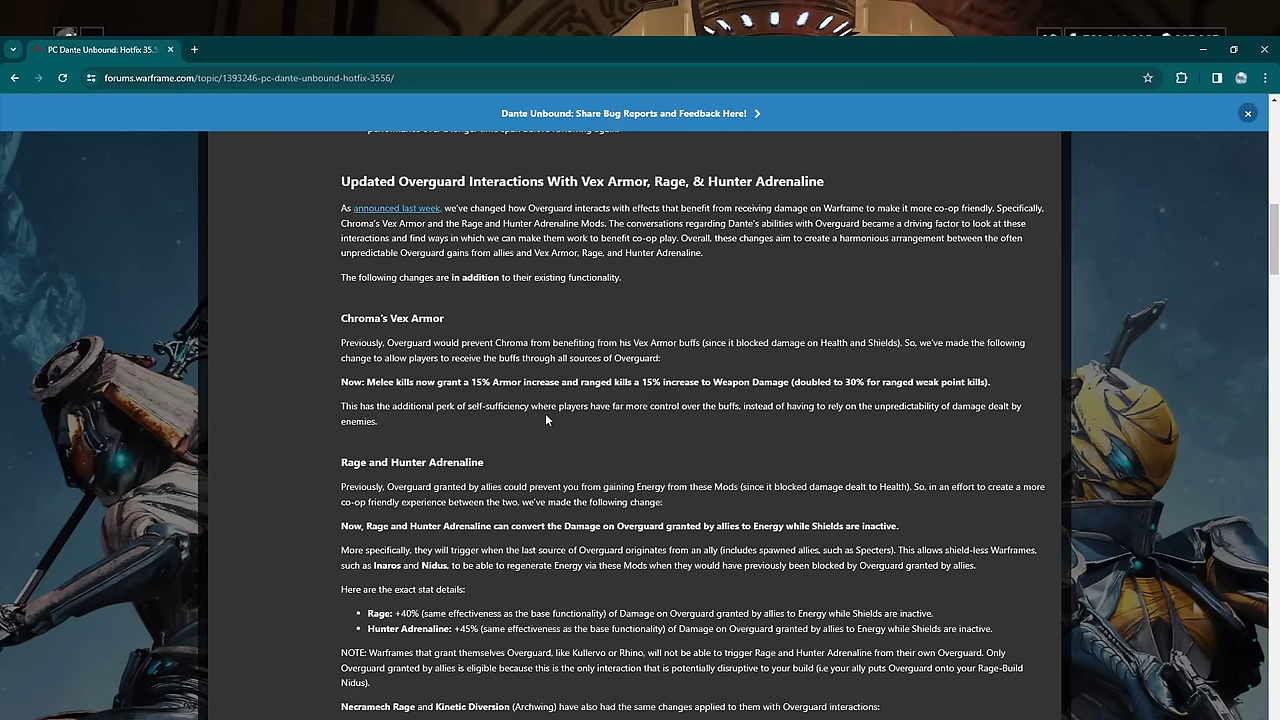 PC Dante Unbound: Hotfix 35.5
forums.warframe.com/topic/1393246-pc-dante-unbound-hotfix-3556/
Dante Unbound: Share Bug Reports and Feedback Here!
Updated Overguard Interactions With Vex Armor, Rage, & Hunter Adrenaline
As announced last week, we've changed how Overguard interacts with effects that benefit from receiving damage on Warframe to make it more co-op friendly. Specifically,
Chroma's Vex Armor and the Rage and Hunter Adrenaline Mods. The conversations regarding Dante's abilities with Overguard became a driving factor to look at these
interactions and find ways in which we can make them work to benefit co-op play. Overall, these changes aim to create a harmonious arrangement between the often
unpredictable Overguard gains from allies and Vex Armor, Rage, and Hunter Adrenaline.
The following changes are in addition to their existing functionality.
Chroma's Vex Armor
Previously, Overguard would prevent Chroma from benefiting from his Vex Armor buffs (since it blocked damage on Health and Shields). So, we've made the following
change to allow players to receive the buffs through all sources of Overguard:
Now: Melee kills now grant a 15% Armor increase and ranged kills a 15% increase to Weapon Damage (doubled to 30% for ranged weak point kills).
This has the additional perk of self-sufficiency where players have far more control over the buffs, instead of having to rely on the unpredictability of damage dealt by
enemies.
Rage and Hunter Adrenaline
Previously, Overguard granted by allies could prevent you from gaining Energy from these Mods (since it blocked damage dealt to Health). So, in an effort to create a more
co-op friendly experience between the two, we've made the following change:
Now, Rage and Hunter Adrenaline can convert the Damage on Overguard granted by allies to Energy while Shields are inactive.
More specifically, they will trigger when the last source of Overguard originates from an ally (includes spawned allies, such as Specters). This allows shield-less Warframes,
such as Inaros and Nidus, to be able to regenerate Energy via these Mods when they would have previously been blocked by Overguard granted by allies.
Here are the exact stat details:
• Rage: +40% (same effectiveness as the base functionality) of Damage on Overguard granted by allies to Energy while Shields are inactive.
• Hunter Adrenaline: +45% (same effectiveness as the base functionality) of Damage on Overguard granted by allies to Energy while Shields are inactive.
NOTE: Warframes that grant themselves Overguard, like Kullervo or Rhino, will not be able to trigger Rage and Hunter Adrenaline from their own Overguard. Only
Overguard granted by allies is eligible because this is the only interaction that is potentially disruptive to your build (i.e your ally puts Overguard onto your Rage-Build
Nidus).
Necramech Rage and Kinetic Diversion (Archwing) have also had the same changes applied to them with Overguard interactions: